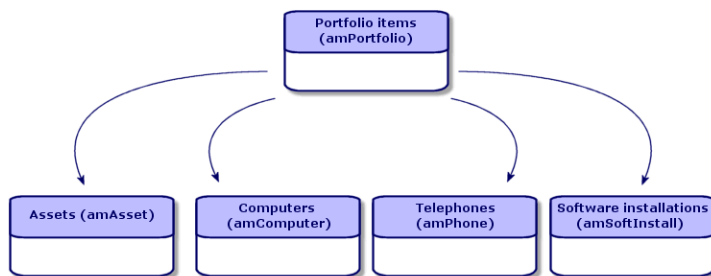 Portfolio items
(amPortfolio)
Assets (amAsset)
Computers
(amComputer)
Telephones
(amPhone)
Software installations
(amSoftInstall)